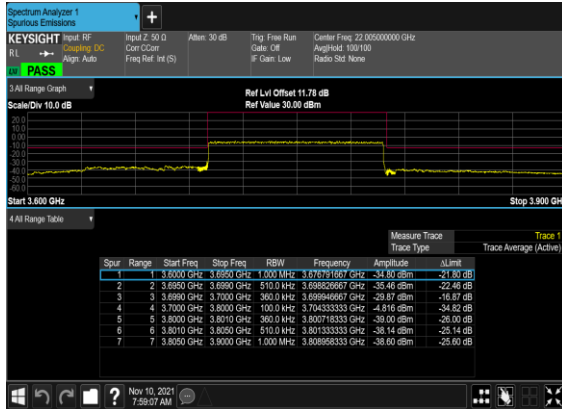 Spectrum Analyzer 1
Spurious Emissions
KEYSIGHT Input: RF Input Z: 50 Ω Atten: 30 dB Trig: Free Run Center Freq: 22.005000000 GHz
RL Coupling: DC Corr CCorr Gate: Off Avg|Hold: 100/100
Align: Auto Freq Ref: Int (S) IF Gain: Low Radio Std: None
PASS
3 All Range Graph
Ref Lvl Offset 11.78 dB
Scale/Div 10.0 dB Ref Value 30.00 dBm
20.0
10.0
0.00
-10.0
-20.0
-30.0
-40.0
-50.0
-60.0
Start 3.600 GHz Stop 3.900 GH
4 All Range Table
Measure Trace Trace 1
Trace Type Trace Average (Active)
Spur Range Start Freq Stop Freq RBW Frequency Amplitude ΔLimit
1 1 3.6000 GHz 3.6950 GHz 1.000 MHz 3.676791667 GHz -34.80 dBm -21.80 dB
2 2 3.6950 GHz 3.6990 GHz 510.0 kHz 3.698826667 GHz -35.46 dBm -22.46 dB
3 3 3.6990 GHz 3.7000 GHz 360.0 kHz 3.699946667 GHz -29.87 dBm -16.87 dB
4 4 3.7000 GHz 3.8000 GHz 100.0 kHz 3.704333333 GHz -4.816 dBm -34.82 dB
5 5 3.8000 GHz 3.8010 GHz 360.0 kHz 3.800718333 GHz -39.00 dBm -26.00 dB
6 6 3.8010 GHz 3.8050 GHz 510.0 kHz 3.801333333 GHz -38.14 dBm -25.14 dB
7 7 3.8050 GHz 3.9000 GHz 1.000 MHz 3.808958333 GHz -38.60 dBm -25.60 dB
Nov 10, 2021
7:59:07 AM